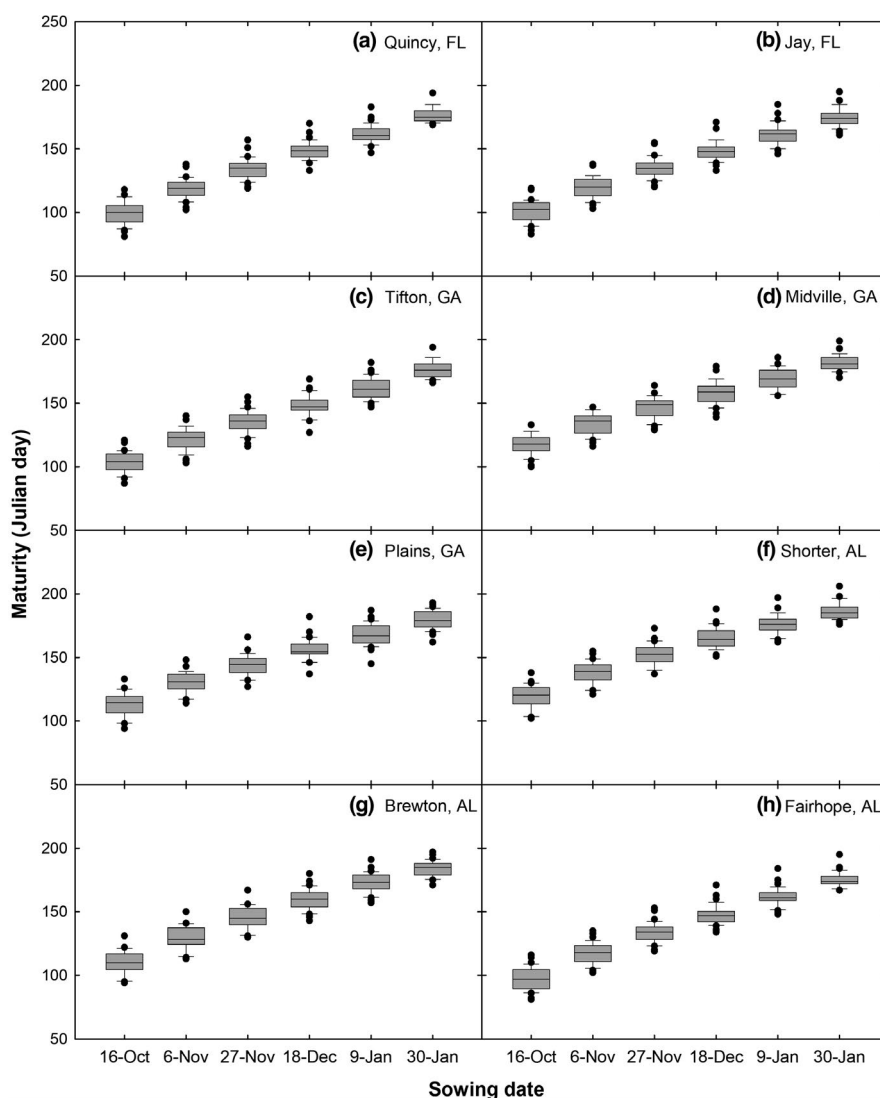 250
(a) Quincy, FL
(b) Jay, FL
200
150
100
50
(c) Tifton, GA
(d) Midville, GA
200
150
100
50
(e) Plains, GA
(f) Shorter, AL
200
150
100
50
(g) Brewton, AL
(h) Fairhope, AL
200
150
100
50
Maturity (Julian day)
16-Oct 6-Nov 27-Nov 18-Dec 9-Jan 30-Jan
16-Oct 6-Nov 27-Nov 18-Dec 9-Jan 30-Jan
Sowing date